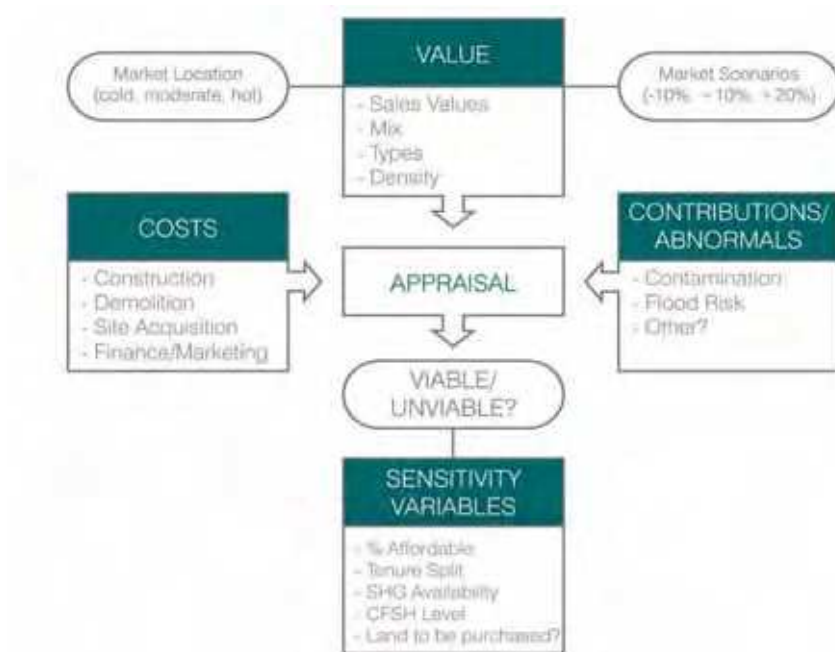 VALUE
Market Location
(cold, moderate, hot)
Market Scenarios
(-10%, - 10%, + 20%)
- Sales Values
- Mix
- Types
- Density
COSTS
- Construction
- Demolition
- Site Acquisition
- Finance/Marketing
APPRAISAL
CONTRIBUTIONS/
ABNORMALS
- Contamination
- Flood Risk
- Other?
VIABLE/
UNVIABLE?
SENSITIVITY
VARIABLES
- % Affordable
- Tenure Split
- SHG Availability
- CFSH Level
- Land to be purchased?